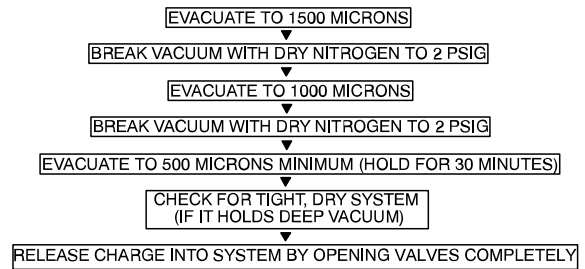 EVACUATE TO 1500 MICRONS
BREAK VACUUM WITH DRY NITROGEN TO 2 PSIG
EVACUATE TO 1000 MICRONS
BREAK VACUUM WITH DRY NITROGEN TO 2 PSIG
EVACUATE TO 500 MICRONS MINIMUM (HOLD FOR 30 MINUTES)
CHECK FOR TIGHT, DRY SYSTEM
(IF IT HOLDS DEEP VACUUM)
RELEASE CHARGE INTO SYSTEM BY OPENING VALVES COMPLETELY